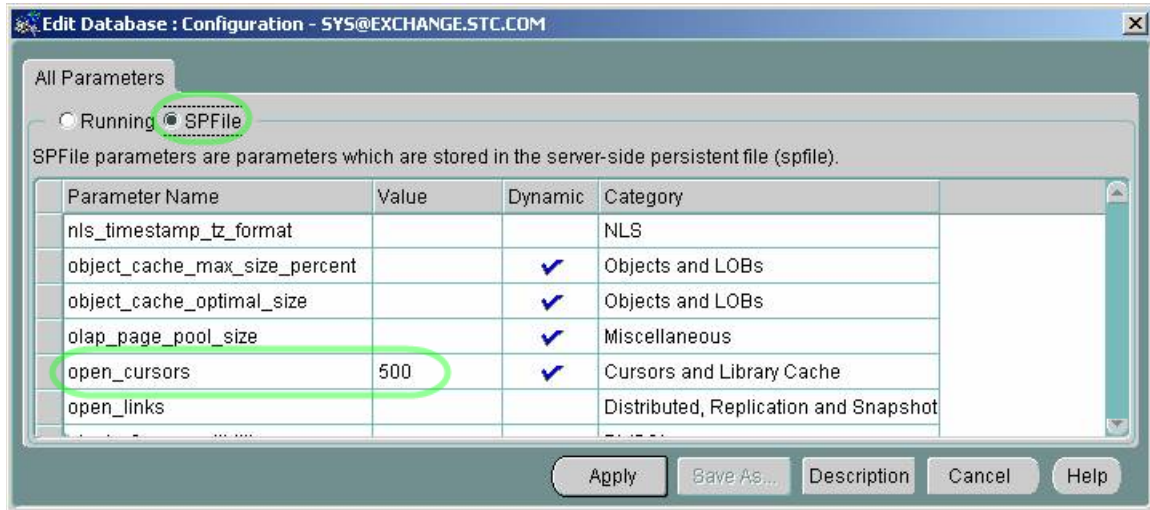 Edit Database : Configuration - SYS@EXCHANGE.STC.COM
All Parameters
Running SPFile
SPFile parameters are parameters which are stored in the server-side persistent file (spfile).
Parameter Name Value Dynamic Category
nls_timestamp_tz_format NLS
object_cache_max_size_percent Objects and LOBs
object_cache_optimal_size Objects and LOBs
olap_page_pool_size Miscellaneous
open_cursors 500 Cursors and Library Cache
open_links Distributed, Replication and Snapshot
Apply Save As... Description Cancel Help